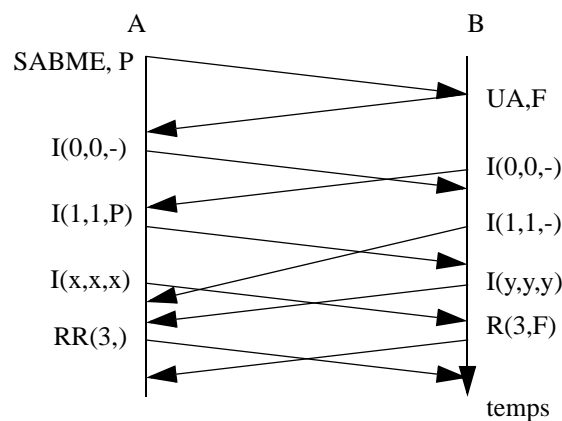 A B
SABME, P
UA,F
I(0,0,-)
I(0,0,-)
I(1,1,P)
I(1,1,-)
I(x,x,x)
I(y,y,y)
R(3,F)
RR(3,)
temps